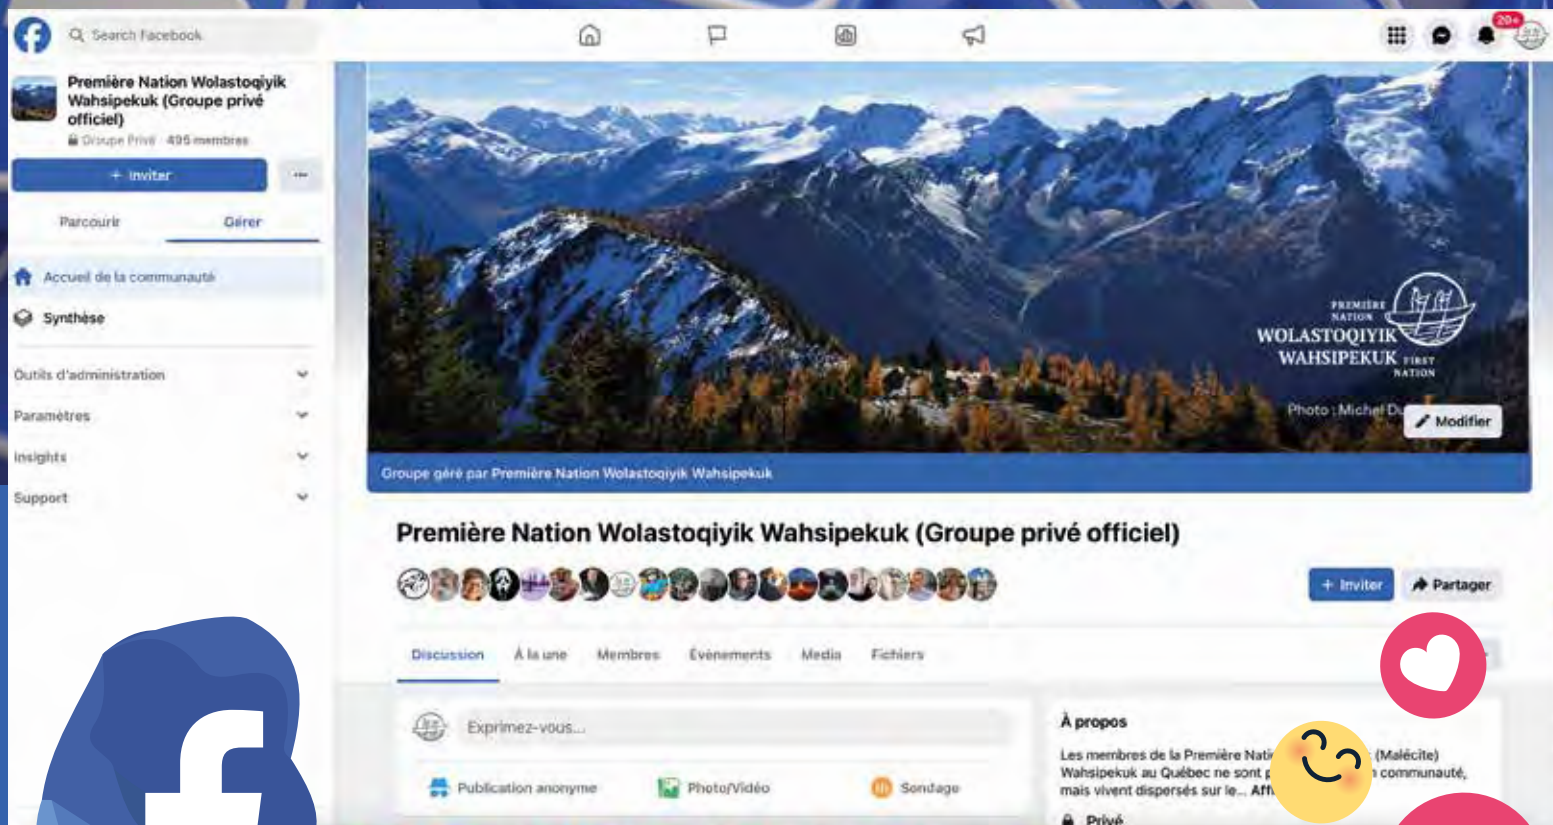 Search Facebook
20+
Première Nation Wolastoqiyik
Wahsipekuk (Groupe privé
officiel)
Groupe Privé · 495 membres
+ Inviter
Parcourir Gérer
Accueil de la communauté
Synthèse
Outils d'administration
Paramètres
Insights
Support
PREMIÈRE
NATION
WOLASTOQIYIK
WAHSIPEKUK FIRST
NATION
Photo : Michel Du
Modifier
Groupe géré par Première Nation Wolastoqiyik Wahsipekuk
Première Nation Wolastoqiyik Wahsipekuk (Groupe privé officiel)
+ Inviter
Partager
Discussion À la une Membres Événements Media Fichiers
Exprimez-vous...
Publication anonyme Photo/Vidéo Sondage
À propos
Les membres de la Première (Malécite)
Wahsipekuk au Québec ne sont communauté,
mais vivent dispersés sur le...
Privé